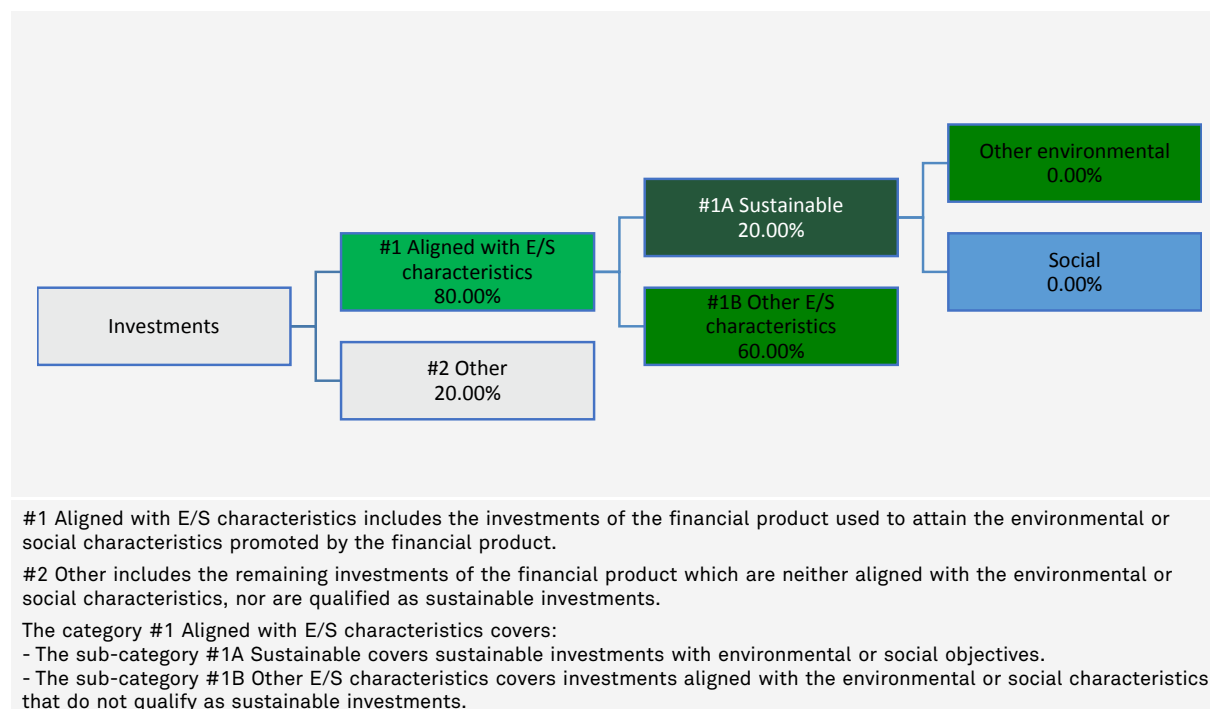 Investments
#1 Aligned with E/S
characteristics
80.00%
#2 Other
20.00%
#1A Sustainable
20.00%
#1B Other E/S
characteristics
60.00%
Other environmental
0.00%
Social
0.00%
#1 Aligned with E/S characteristics includes the investments of the financial product used to attain the environmental or
social characteristics promoted by the financial product.
#2 Other includes the remaining investments of the financial product which are neither aligned with the environmental or
social characteristics, nor are qualified as sustainable investments.
The category #1 Aligned with E/S characteristics covers:
- The sub-category #1A Sustainable covers sustainable investments with environmental or social objectives.
- The sub-category #1B Other E/S characteristics covers investments aligned with the environmental or social characteristics
that do not qualify as sustainable investments.